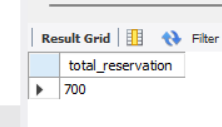 Result Grid Filter
total_reservation
700